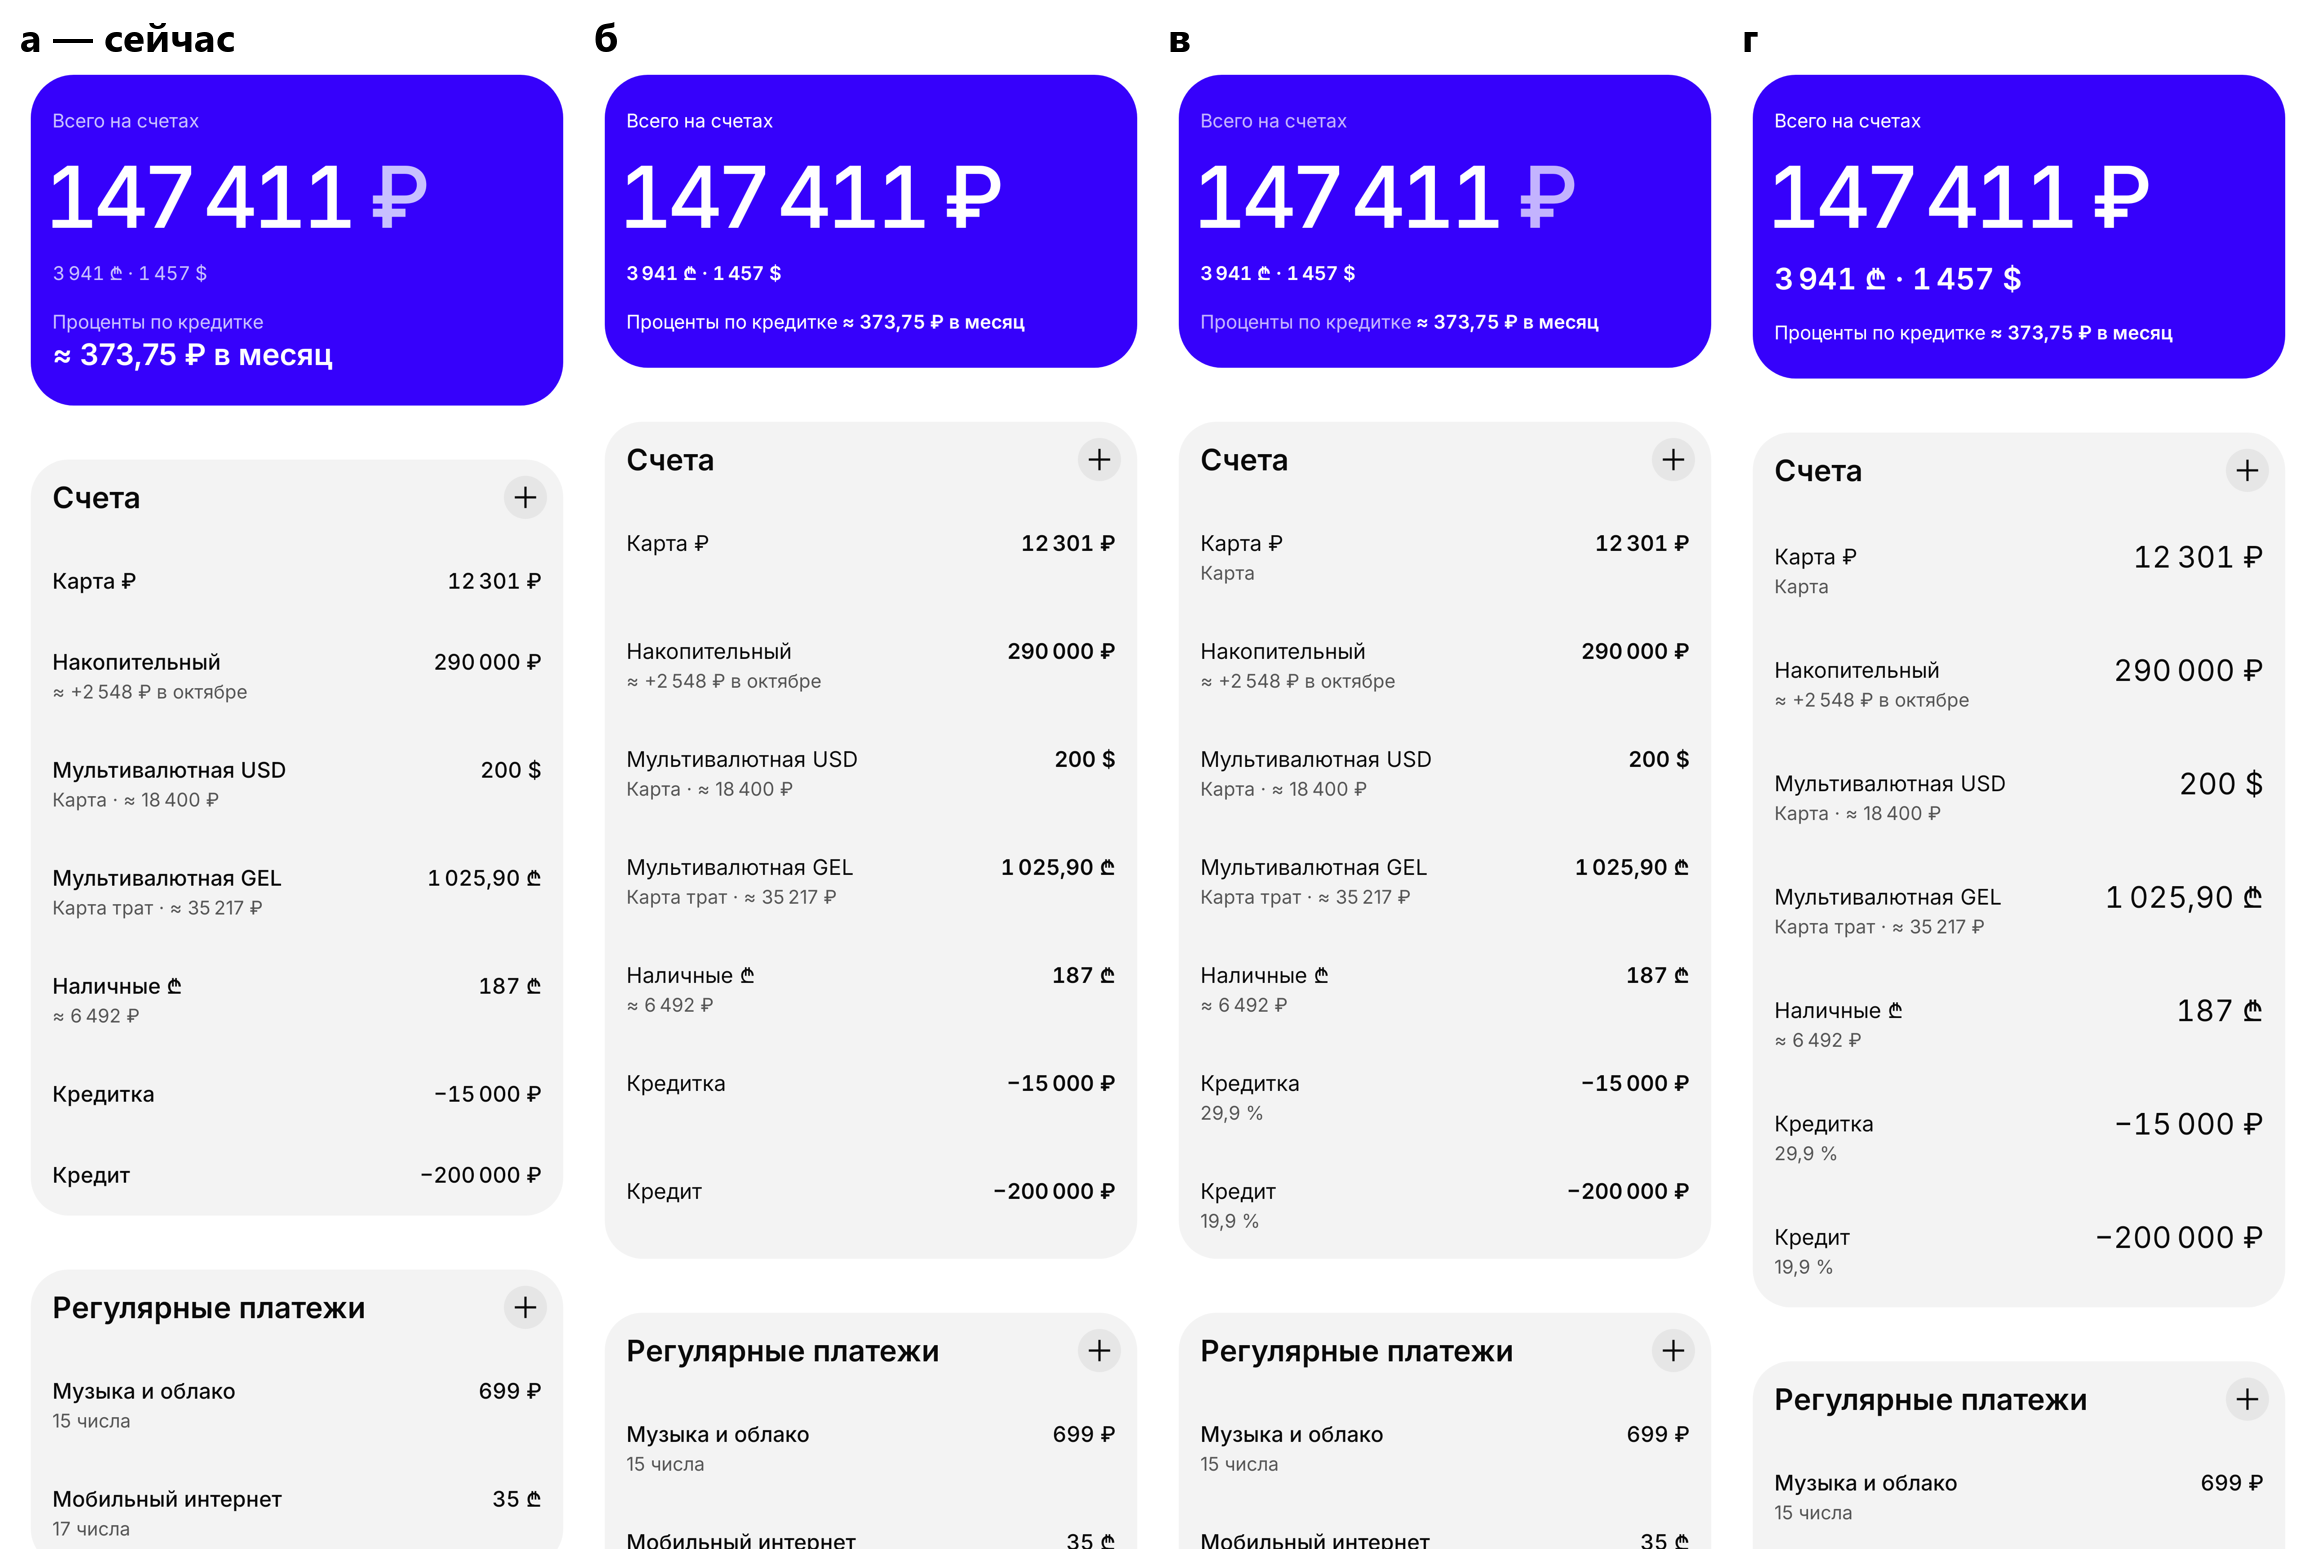 а — сейчас
Всего на счетах
147 411 ₽
3 941 ₾ · 1 457 $
Проценты по кредитке
≈ 373,75 ₽ в месяц
Счета
Карта ₽ 12 301 ₽
Накопительный 290 000 ₽
≈ +2 548 ₽ в октябре
Мультивалютная USD 200 $
Карта · ≈ 18 400 ₽
Мультивалютная GEL 1 025,90 ₾
Карта трат · ≈ 35 217 ₽
Наличные ₾ 187 ₾
≈ 6 492 ₽
Кредитка −15 000 ₽
Кредит −200 000 ₽
Регулярные платежи
Музыка и облако 699 ₽
15 числа
Мобильный интернет 35 ₾
17 числа
б
Всего на счетах
147 411 ₽
3 941 ₾ · 1 457 $
Проценты по кредитке ≈ 373,75 ₽ в месяц
Счета
Карта ₽ 12 301 ₽
Накопительный 290 000 ₽
≈ +2 548 ₽ в октябре
Мультивалютная USD 200 $
Карта · ≈ 18 400 ₽
Мультивалютная GEL 1 025,90 ₾
Карта трат · ≈ 35 217 ₽
Наличные ₾ 187 ₾
≈ 6 492 ₽
Кредитка −15 000 ₽
Кредит −200 000 ₽
Регулярные платежи
Музыка и облако 699 ₽
15 числа
Мобильный интернет 35 ₾
в
Всего на счетах
147 411 ₽
3 941 ₾ · 1 457 $
Проценты по кредитке ≈ 373,75 ₽ в месяц
Счета
Карта ₽ 12 301 ₽
Карта
Накопительный 290 000 ₽
≈ +2 548 ₽ в октябре
Мультивалютная USD 200 $
Карта · ≈ 18 400 ₽
Мультивалютная GEL 1 025,90 ₾
Карта трат · ≈ 35 217 ₽
Наличные ₾ 187 ₾
≈ 6 492 ₽
Кредитка −15 000 ₽
29,9 %
Кредит −200 000 ₽
19,9 %
Регулярные платежи
Музыка и облако 699 ₽
15 числа
Мобильный интернет 35 ₾
г
Всего на счетах
147 411 ₽
3 941 ₾ · 1 457 $
Проценты по кредитке ≈ 373,75 ₽ в месяц
Счета
Карта ₽ 12 301 ₽
Карта
Накопительный 290 000 ₽
≈ +2 548 ₽ в октябре
Мультивалютная USD 200 $
Карта · ≈ 18 400 ₽
Мультивалютная GEL 1 025,90 ₾
Карта трат · ≈ 35 217 ₽
Наличные ₾ 187 ₾
≈ 6 492 ₽
Кредитка −15 000 ₽
29,9 %
Кредит −200 000 ₽
19,9 %
Регулярные платежи
Музыка и облако 699 ₽
15 числа